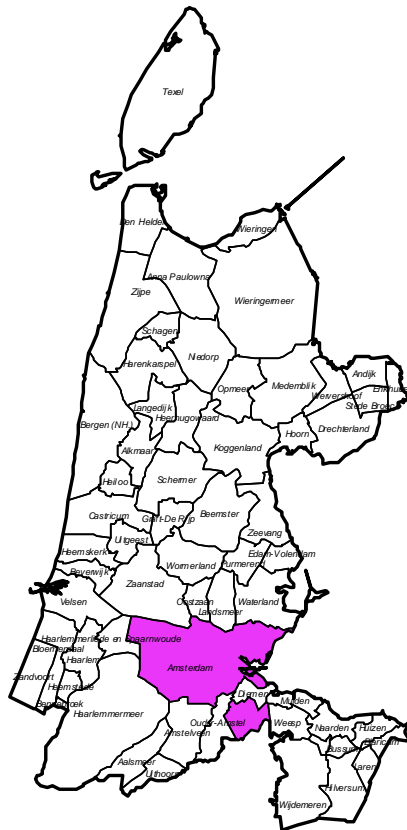 Texel
Den Helder
Wieringen
Anna Paulowna
Zijpe
Wieringermeer
Schagen
Niedorp
Harenkarspel
Andijk
Opmeer
Medemblik
Enkhuizen
Wervershoof
Stede Broec
Langedijk
Heerhugowaard
Bergen (NH.)
Drechterland
Hoorn
Koggenland
Alkmaar
Heiloo
Schermer
Beemster
Castricum
Graft-De Rijp
Zeevang
Uitgeest
Heemskerk
Edam-Volendam
Purmerend
Wormerland
Beverwijk
Zaanstad
Oostzaan
Velsen
Landsmeer
Waterland
Haarlemmerliede en Spaarnwoude
Bloemendaal
Haarlem
Amsterdam
Zandvoort
Heemstede
Diemen
Muiden
Bennebroek
Haarlemmermeer
Ouder-Amstel
Weesp
Naarden
Huizen
Amstelveen
Bussum
Blaricum
Aalsmeer
Laren
Uithoorn
Hilversum
Wijdemeren